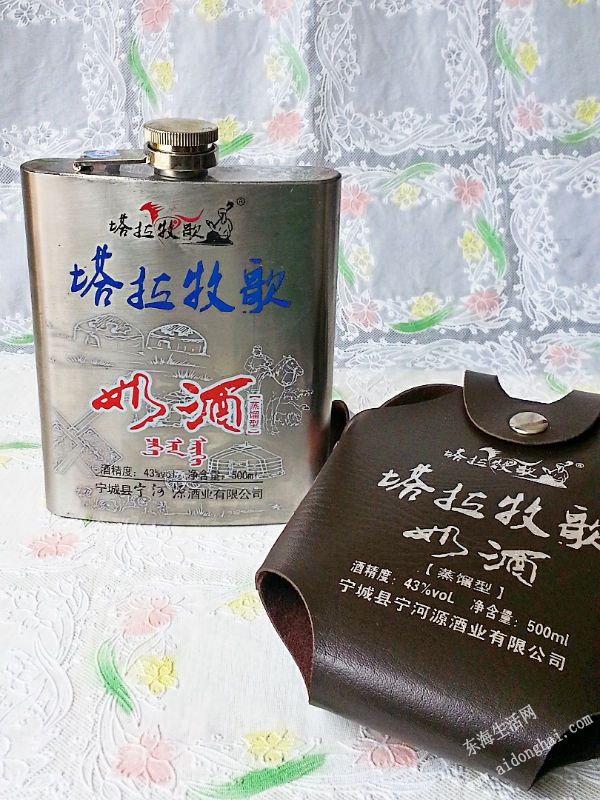 塔拉牧歌®
塔拉牧歌
奶酒
【蒸馏型】
酒精度：43%vol 净含量：500ml
宁城县宁河源酒业有限公司
塔拉牧歌®
塔拉牧歌
奶酒
【蒸馏型】
酒精度：43%voL 净含量：500ml
宁城县宁河源酒业有限公司
东海生活网
www.aidonghai.com